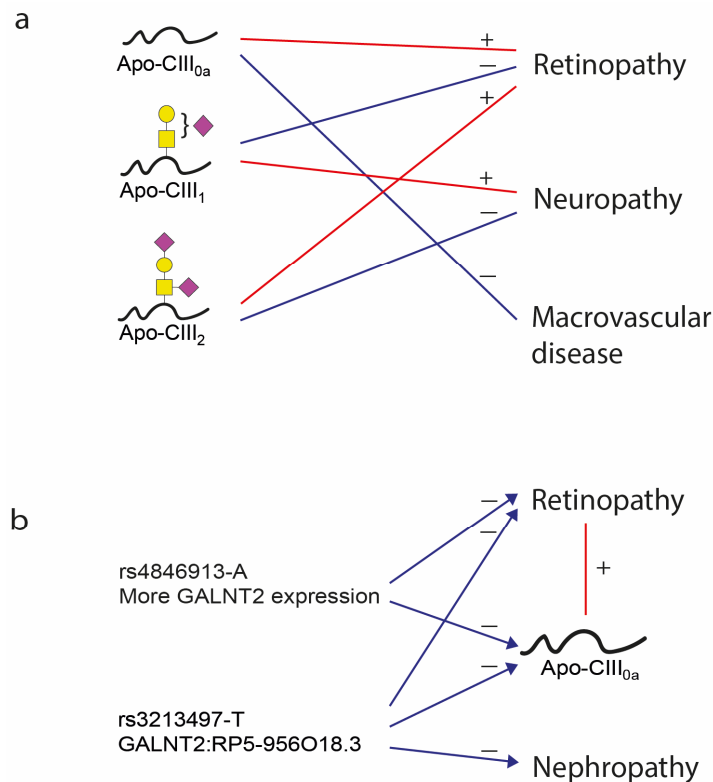 a
Apo-CIII0a
+
Retinopathy
–
+
}
Apo-CIII1
+
Neuropathy
–
Apo-CIII2
–
Macrovascular
disease
b
–
Retinopathy
–
rs4846913-A
More GALNT2 expression
+
–
–
Apo-CIII0a
rs3213497-T
GALNT2:RP5-956O18.3
–
Nephropathy